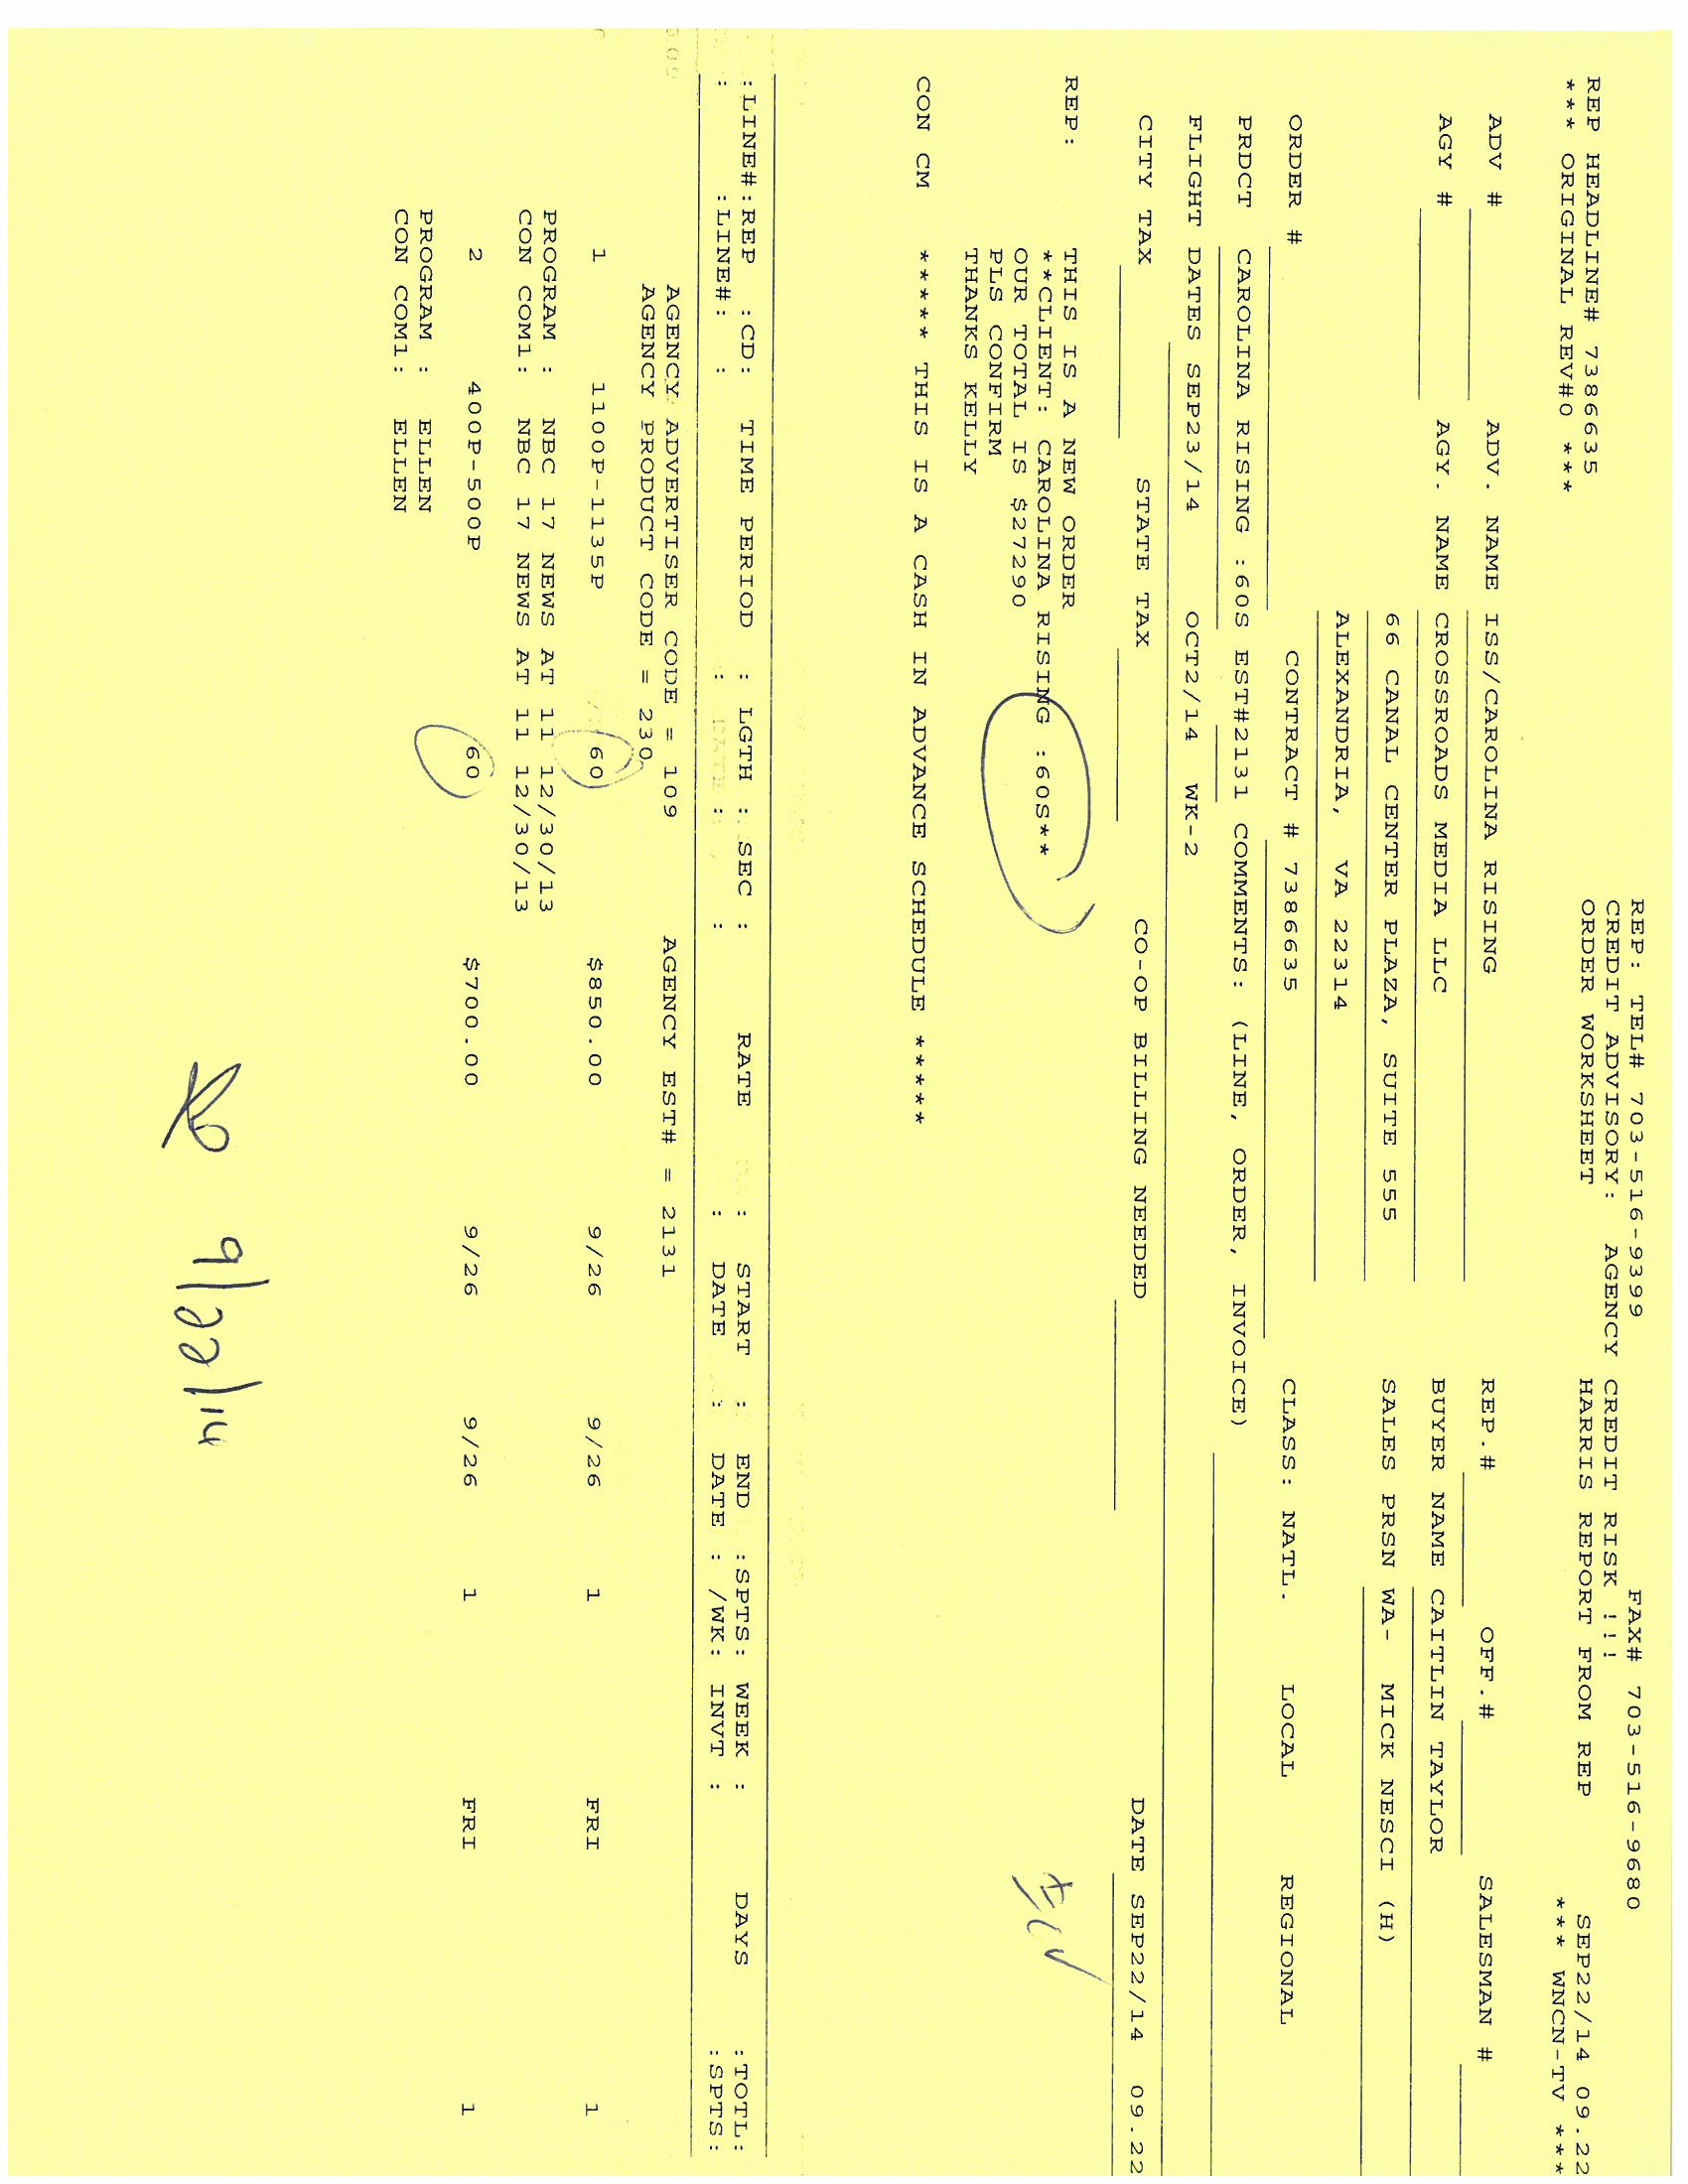 REP: TEL# 703-516-9399 FAX# 703-516-9680
CREDIT ADVISORY: AGENCY CREDIT RISK !!! SEP22/14 09.22
REP HEADLINE# 7386635 ORDER WORKSHEET HARRIS REPORT FROM REP *** WNCN-TV ***
*** ORIGINAL REV#0 ***
ADV # ADV. NAME ISS/CAROLINA RISING REP.# OFF.# SALESMAN #
AGY # AGY. NAME CROSSROADS MEDIA LLC BUYER NAME CAITLIN TAYLOR
66 CANAL CENTER PLAZA, SUITE 555 SALES PRSN WA- MICK NESCI (H)
ALEXANDRIA, VA 22314
ORDER # CONTRACT # 7386635 CLASS: NATL. LOCAL REGIONAL
PRDCT CAROLINA RISING :60S EST#2131 COMMENTS: (LINE, ORDER, INVOICE)
FLIGHT DATES SEP23/14 OCT2/14 WK-2
CITY TAX STATE TAX CO-OP BILLING NEEDED DATE SEP22/14 09.22
REP: THIS IS A NEW ORDER
**CLIENT: CAROLINA RISING :60S**
OUR TOTAL IS $27290
PLS CONFIRM
THANKS KELLY
CON CM ***** THIS IS A CASH IN ADVANCE SCHEDULE *****
:LINE#:REP :CD: TIME PERIOD : LGTH : SEC : RATE : START : END :SPTS: WEEK : DAYS :TOTL:
: :LINE#: : : : : : DATE : DATE : /WK: INVT : :SPTS:
AGENCY ADVERTISER CODE = 109 AGENCY EST# = 2131
AGENCY PRODUCT CODE = 230
1 1100P-1135P 60 $850.00 9/26 9/26 1 FRI 1
PROGRAM : NBC 17 NEWS AT 11 12/30/13
CON COM1: NBC 17 NEWS AT 11 12/30/13
2 400P-500P 60 $700.00 9/26 9/26 1 FRI 1
PROGRAM : ELLEN
CON COM1: ELLEN
9/22/14